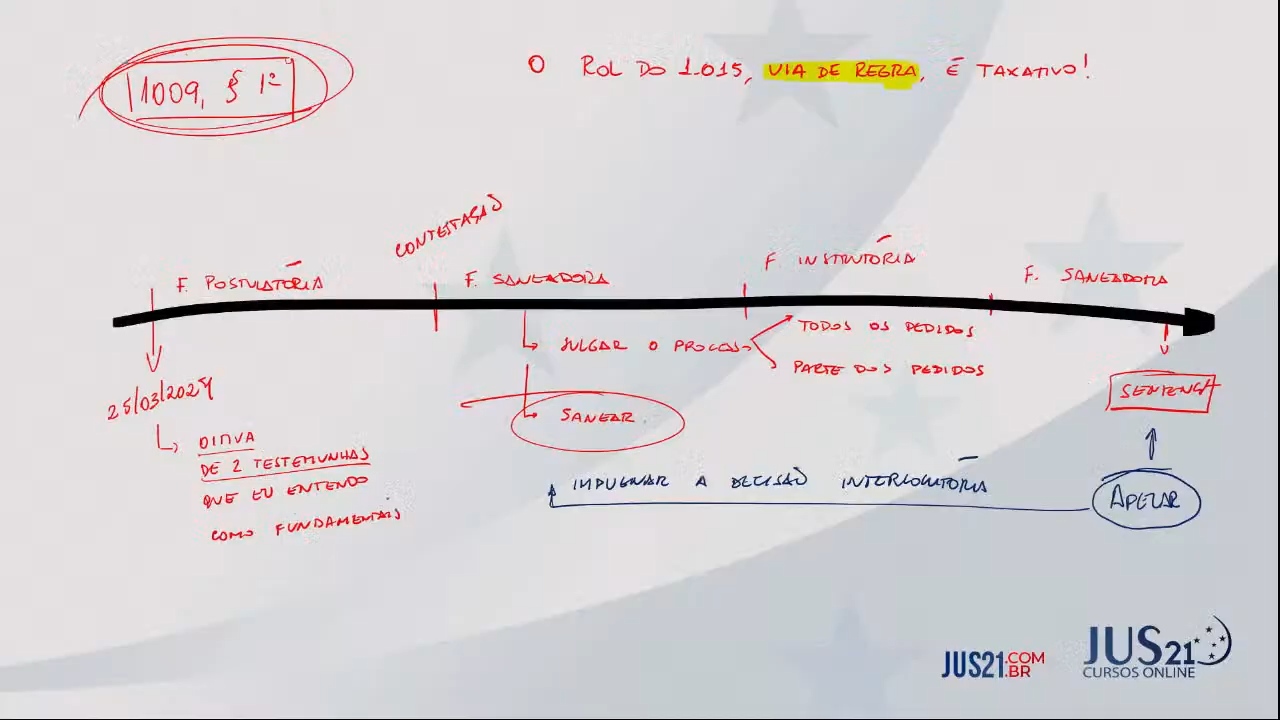 1009, § 1º
O ROL DO 1.015, VIA DE REGRA, É TAXATIVO!
CONTESTAÇÃO
F. POSTULATÓRIA
F. SANEADORA
F. INSTRUTÓRIA
F. SANEADORA
JULGAR O PROCESSO
TODOS OS PEDIDOS
PARTE DOS PEDIDOS
25/03/2024
SANEAR
SENTENÇA
OITIVA
DE 2 TESTEMUNHAS
QUE EU ENTENDO
COMO FUNDAMENTAIS
IMPUGNAR A DECISÃO INTERLOCUTÓRIA
APELAR
JUS21.COM.BR
JUS21
CURSOS ONLINE